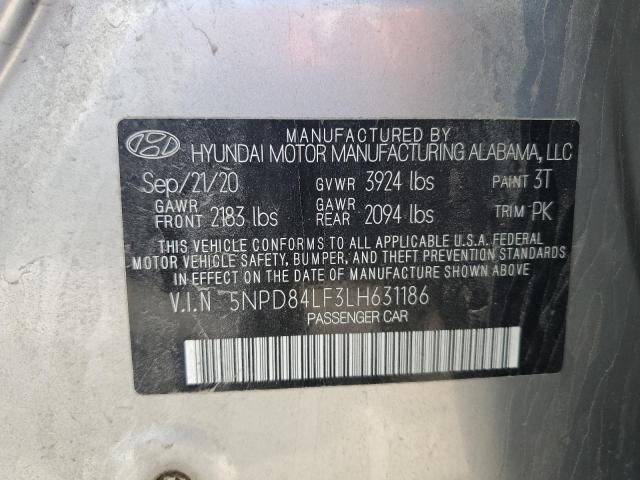 MANUFACTURED BY
HYUNDAI MOTOR MANUFACTURING ALABAMA, LLC
Sep/21/20 GVWR 3924 lbs PAINT 3T
GAWR FRONT 2183 lbs GAWR REAR 2094 lbs TRIM PK
THIS VEHICLE CONFORMS TO ALL APPLICABLE U.S.A. FEDERAL
MOTOR VEHICLE SAFETY, BUMPER, AND THEFT PREVENTION STANDARDS
IN EFFECT ON THE DATE OF MANUFACTURE SHOWN ABOVE.
V.I.N 5NPD84LF3LH631186
PASSENGER CAR